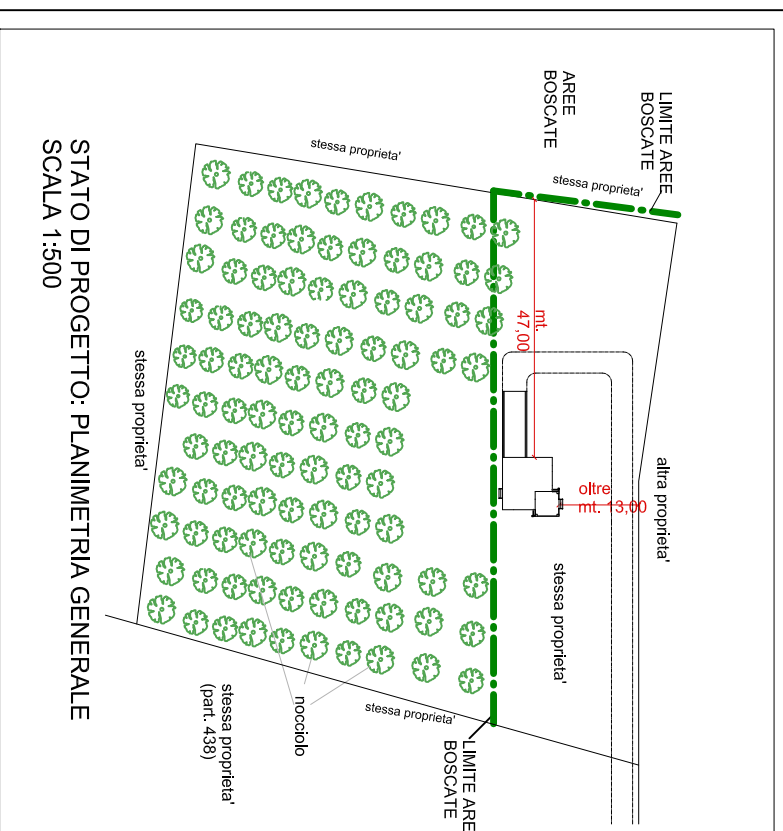 STATO DI PROGETTO: PLANIMETRIA GENERALE
SCALA 1:500
LIMITE AREE
BOSCATE
AREE
BOSCATE
stessa proprieta'
stessa proprieta'
mt.
47,00
altra proprieta'
oltre
mt. 13,00
stessa proprieta'
stessa proprieta'
stessa proprieta'
nocciolo
stessa proprieta'
(part. 438)
LIMITE ARE
BOSCATE